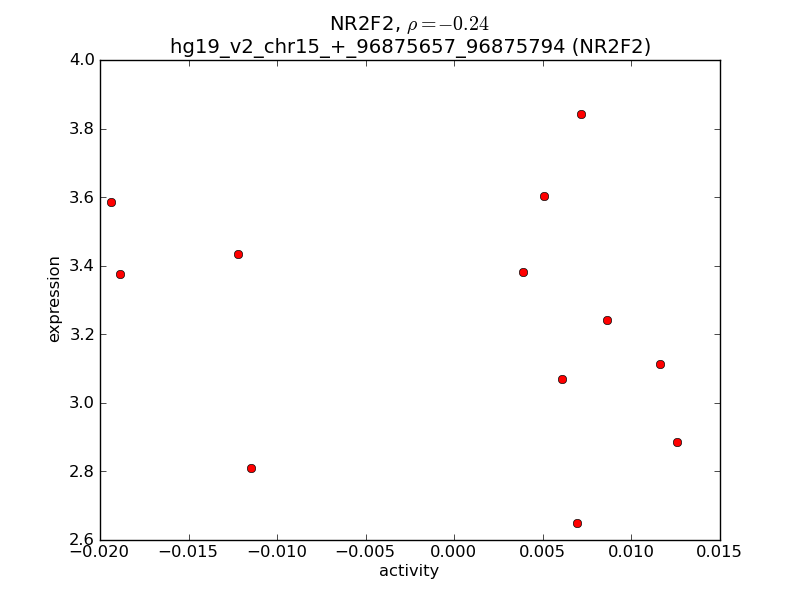 NR2F2, ρ=−0.24
hg19_v2_chr15_+_96875657_96875794 (NR2F2)
4.0
3.8
3.6
3.4
3.2
3.0
2.8
2.6
expression
−0.020 −0.015 −0.010 −0.005 0.000 0.005 0.010 0.015
activity